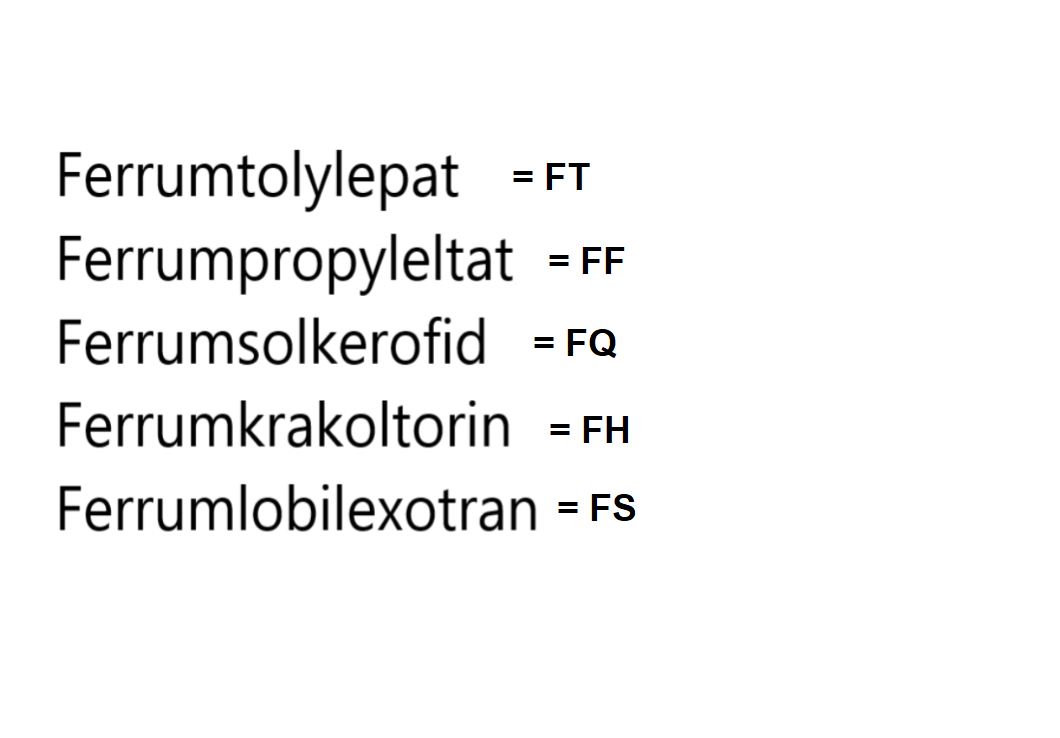 Ferrumtolylepat = FT
Ferrumpropyleltat = FF
Ferrumsolkerofid = FQ
Ferrumkrakoltorin = FH
Ferrumlobilexotran = FS